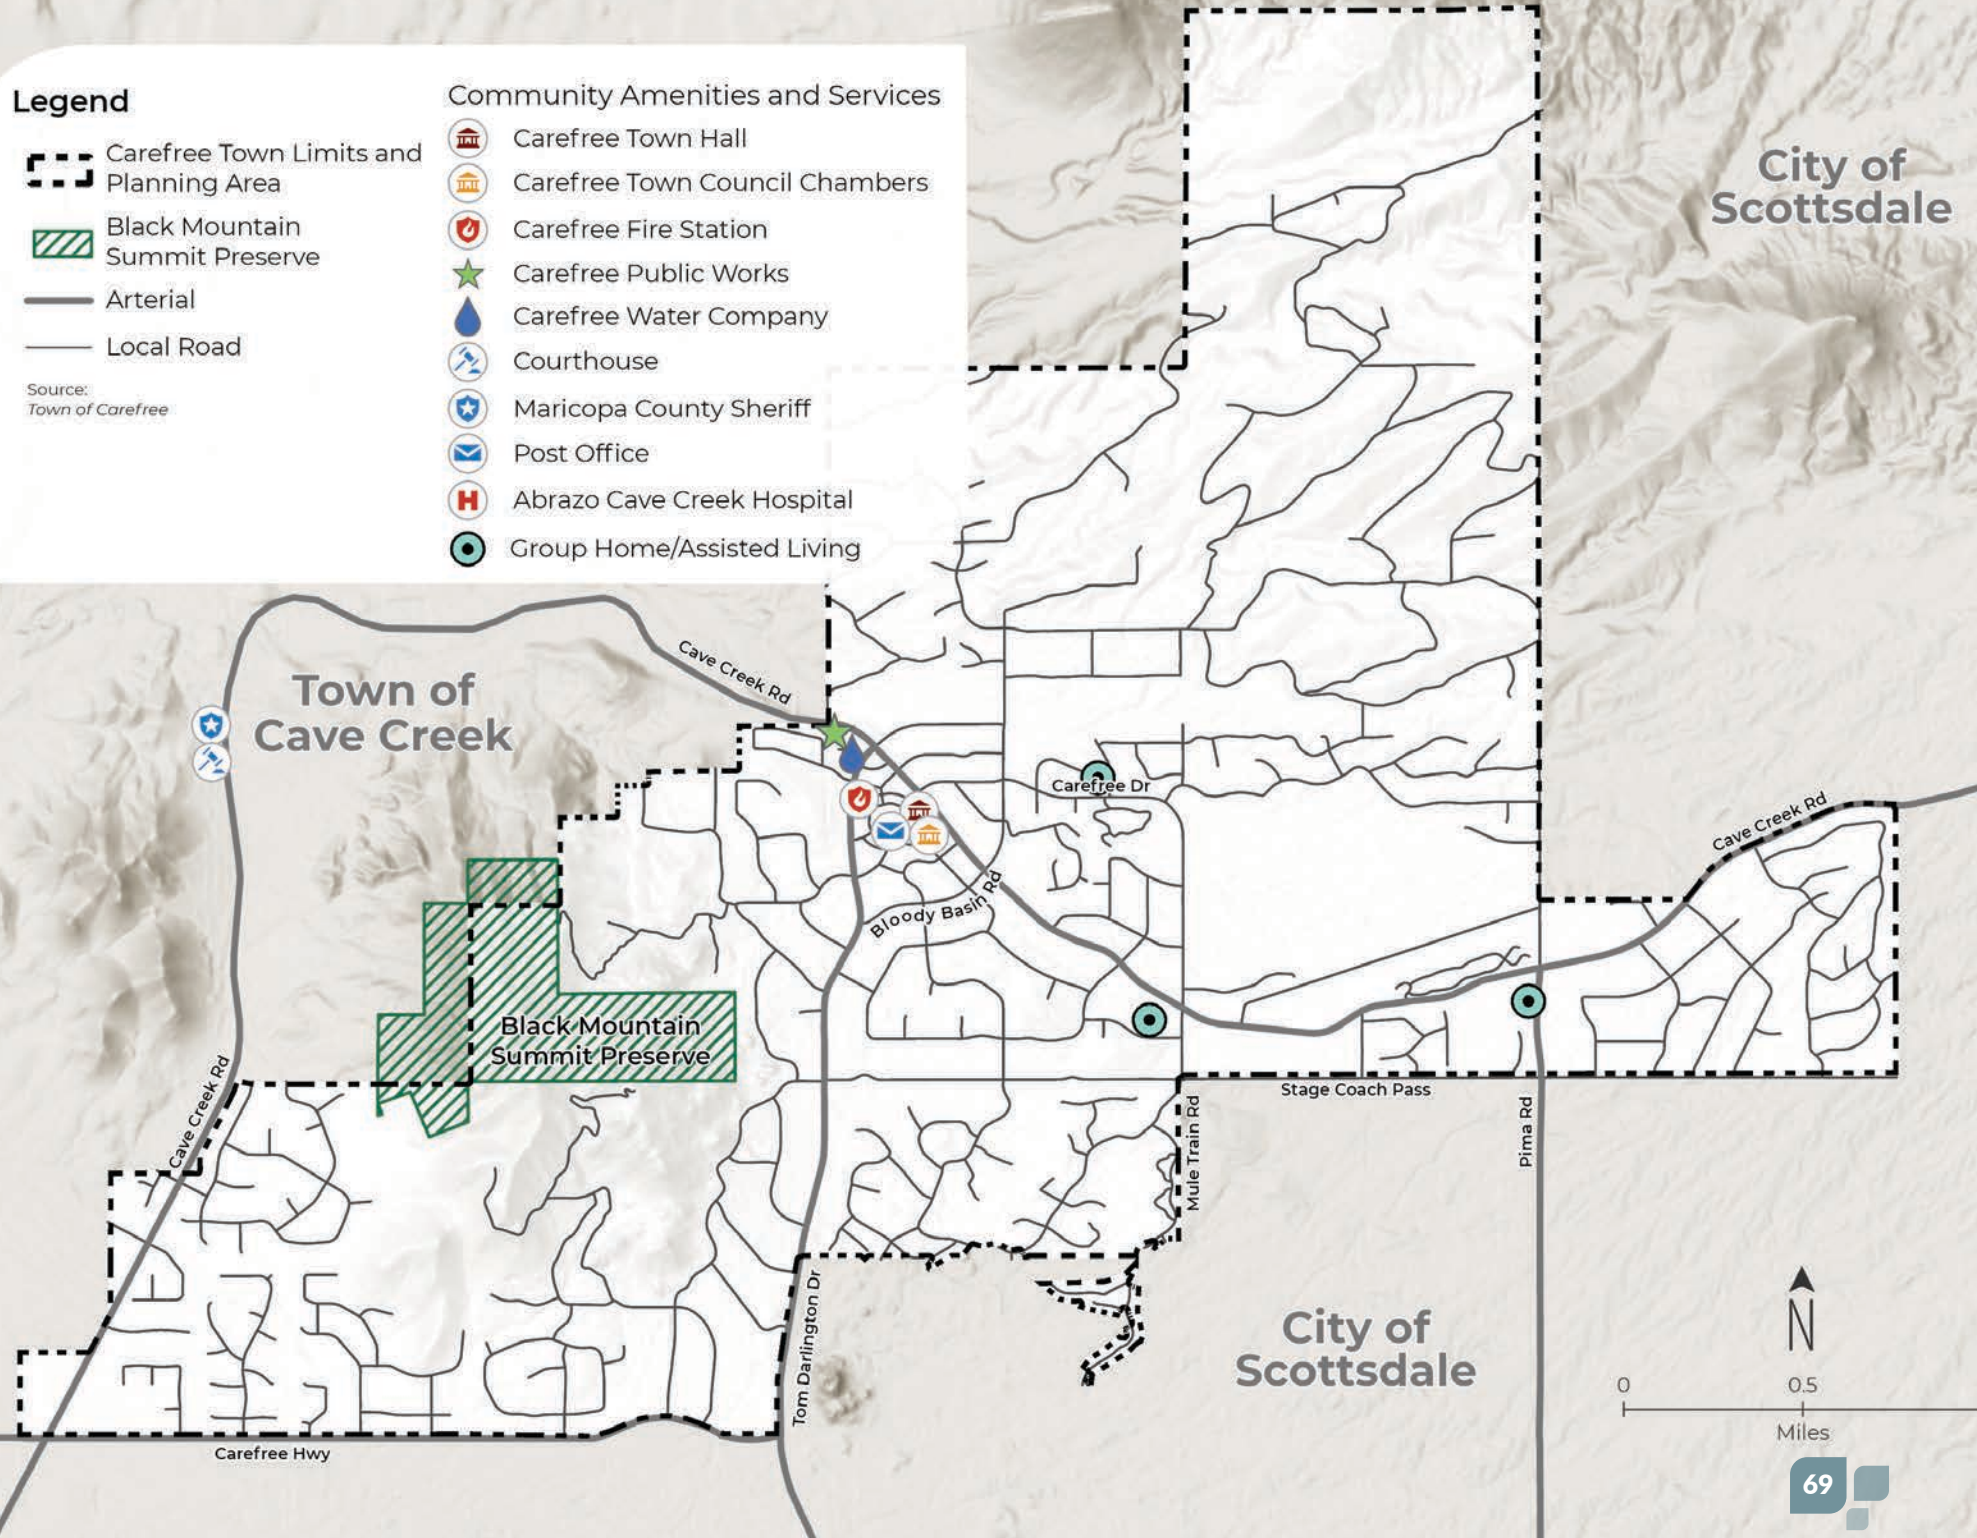 Legend
Carefree Town Limits and
Planning Area
Black Mountain
Summit Preserve
Arterial
Local Road
Source:
Town of Carefree
Community Amenities and Services
Carefree Town Hall
Carefree Town Council Chambers
Carefree Fire Station
Carefree Public Works
Carefree Water Company
Courthouse
Maricopa County Sheriff
Post Office
H
Abrazo Cave Creek Hospital
Group Home/Assisted Living
City of
Scottsdale
Cave Creek Rd
Town of
Cave Creek
Carefree Dr
Cave Creek Rd
Bloody Basin Rd
Black Mountain
Summit Preserve
Cave Creek Rd
Stage Coach Pass
Mule Train Rd
Pima Rd
Tom Darlington Dr
City of
Scottsdale
N
0
0.5
Miles
Carefree Hwy
69